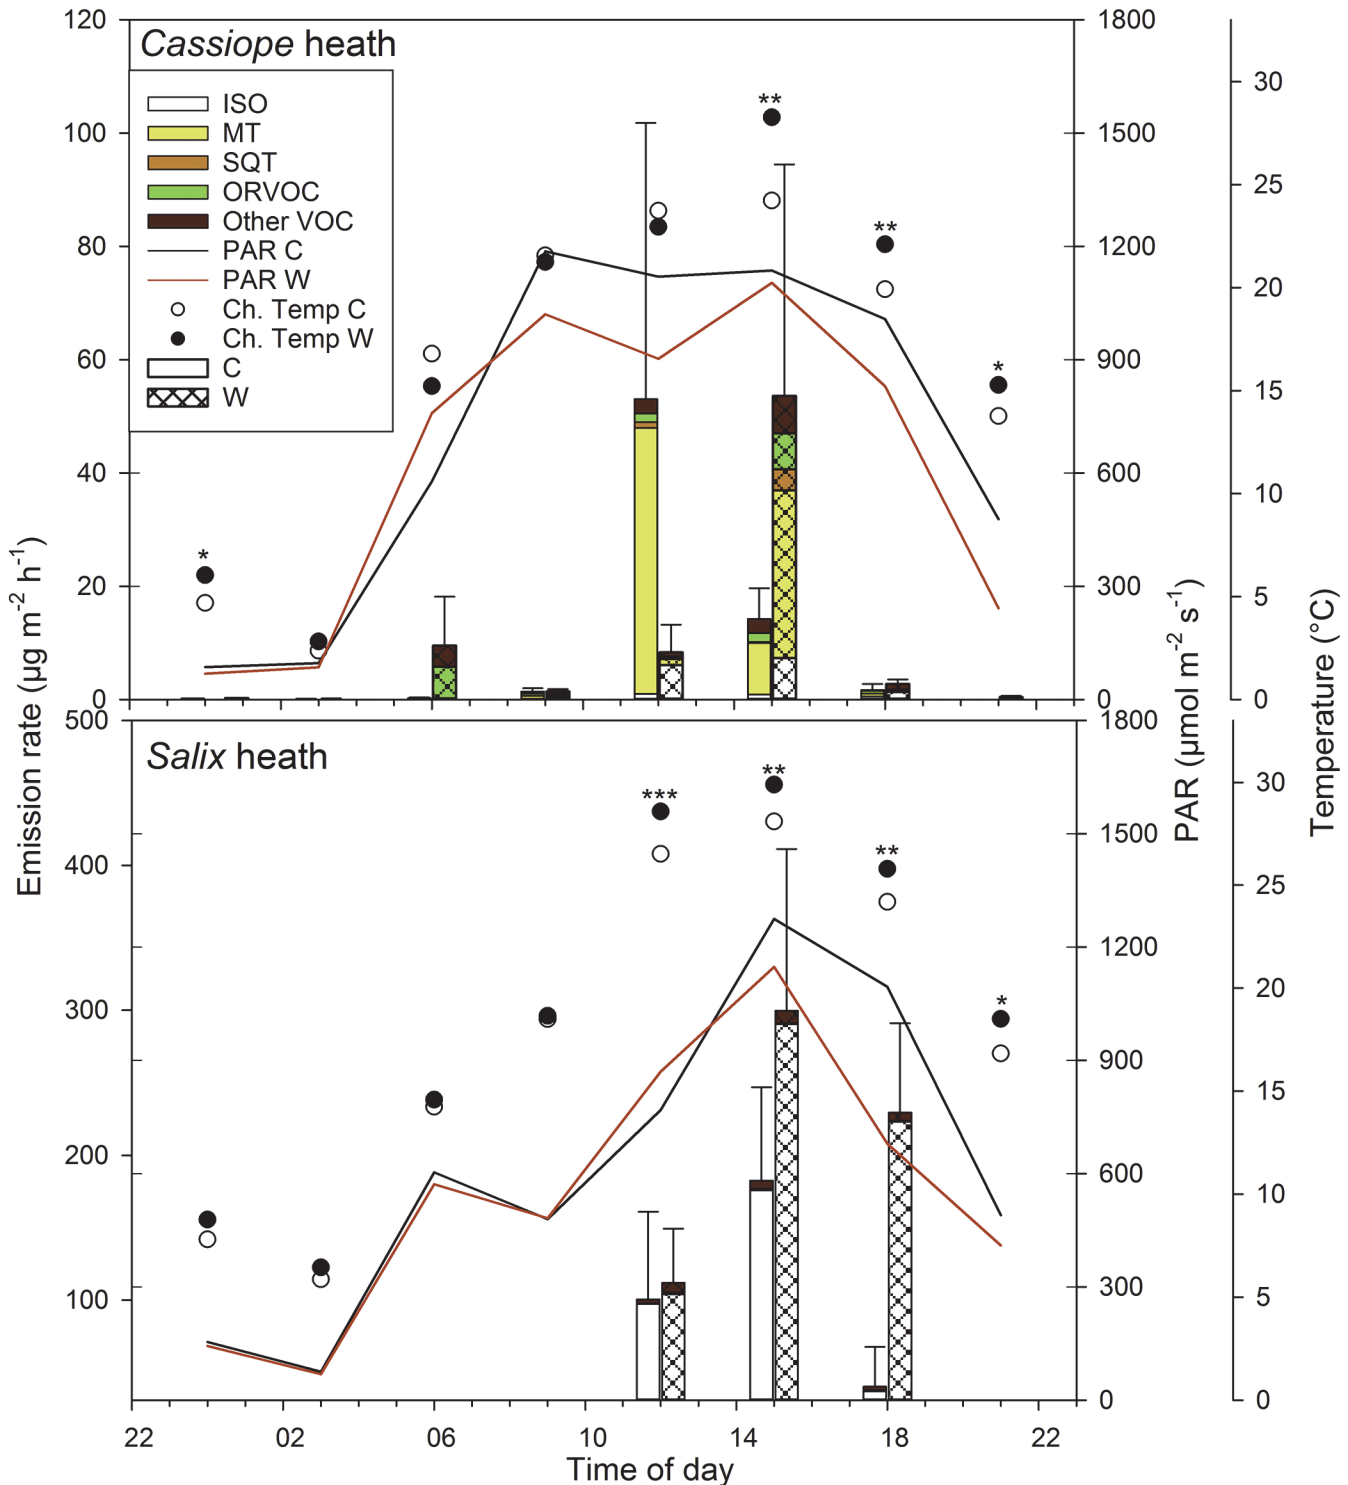 Cassiope heath
ISO
MT
SQT
ORVOC
Other VOC
PAR C
PAR W
Ch. Temp C
Ch. Temp W
C
W
120
100
80
60
40
20
0
1800
1500
1200
900
600
300
0
30
25
20
15
10
5
0
*
**
**
*
Salix heath
500
400
300
200
100
1800
1500
1200
900
600
300
0
30
25
20
15
10
5
0
***
**
**
*
22 02 06 10 14 18 22
Time of day
Emission rate (µg m-2 h-1)
PAR (µmol m-2 s-1)
Temperature (°C)